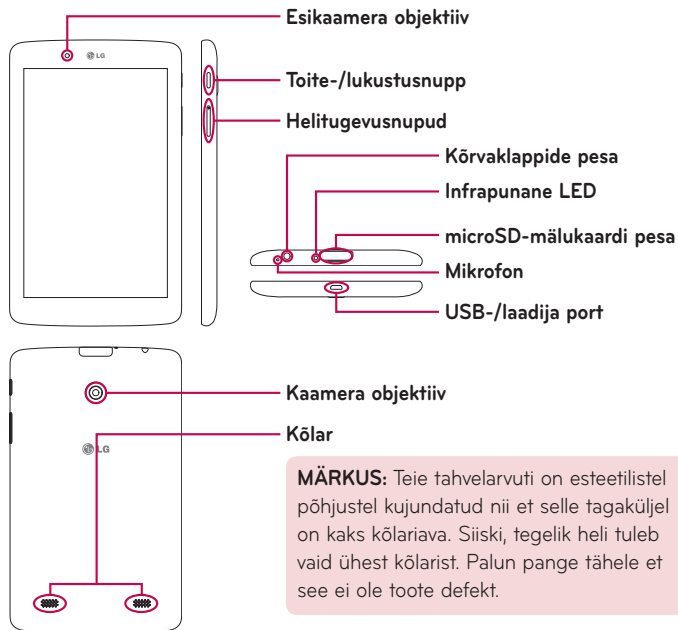 Esikaamera objektiiv
LG
Toite-/lukustusnupp
Helitugevusnupud
Kõrvaklappide pesa
Infrapunane LED
microSD-mälukaardi pesa
Mikrofon
USB-/laadija port
Kaamera objektiiv
Kõlar
LG
MÄRKUS: Teie tahvelarvuti on esteetilistel
põhjustel kujundatud nii et selle tagaküljel
on kaks kõlariava. Siiski, tegelik heli tuleb
vaid ühest kõlarist. Palun pange tähele et
see ei ole toote defekt.